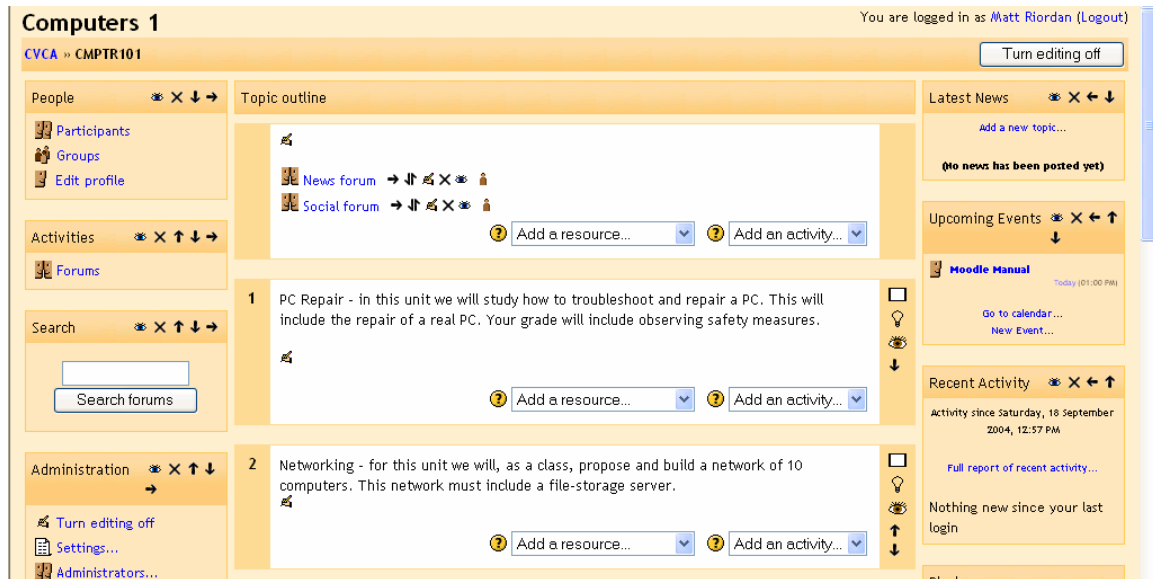 Computers 1
You are logged in as Matt Riordan (Logout)
CVCA » CMPTR101
Turn editing off
People
Participants
Groups
Edit profile
Activities
Forums
Search
Search forums
Administration
Turn editing off
Settings...
Administrators...
Topic outline
News forum
Social forum
Add a resource...
Add an activity...
1
PC Repair - in this unit we will study how to troubleshoot and repair a PC. This will
include the repair of a real PC. Your grade will include observing safety measures.
Add a resource...
Add an activity...
2
Networking - for this unit we will, as a class, propose and build a network of 10
computers. This network must include a file-storage server.
Add a resource...
Add an activity...
Latest News
Add a new topic...
(No news has been posted yet)
Upcoming Events
Moodle Manual
Today (01:00 PM)
Go to calendar...
New Event...
Recent Activity
Activity since Saturday, 18 September
2004, 12:57 PM
Full report of recent activity...
Nothing new since your last
login